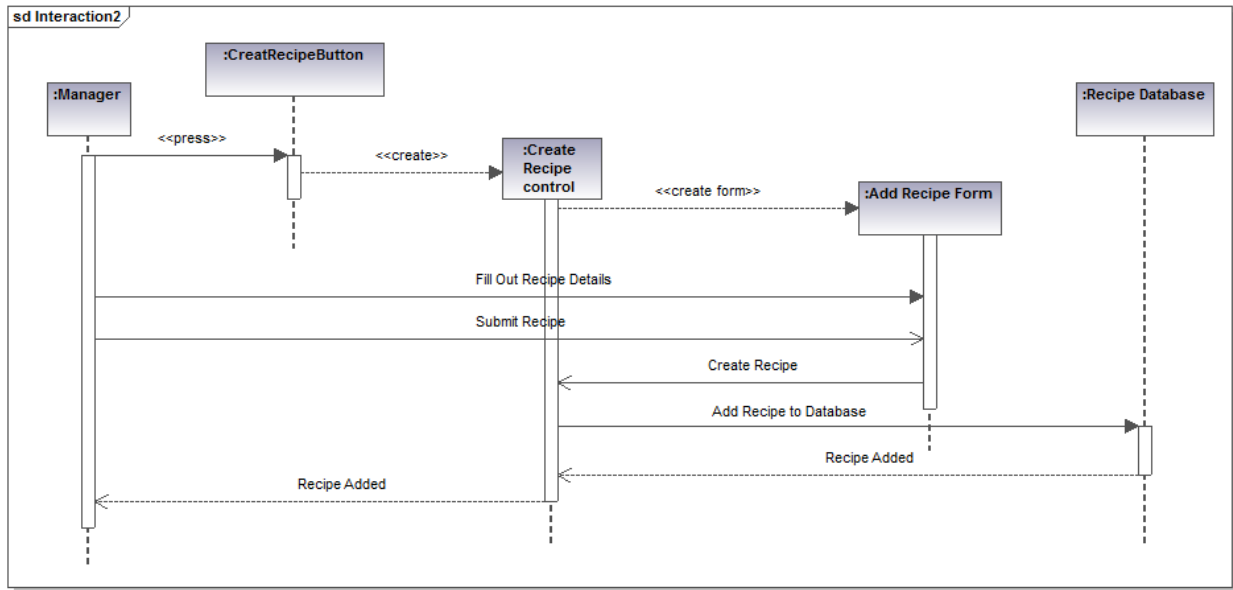 sd Interaction2
:CreatRecipeButton
:Manager
:Recipe Database
<<press>>
<<create>>
:Create
Recipe
control
<<create form>>
:Add Recipe Form
Fill Out Recipe Details
Submit Recipe
Create Recipe
Add Recipe to Database
Recipe Added
Recipe Added